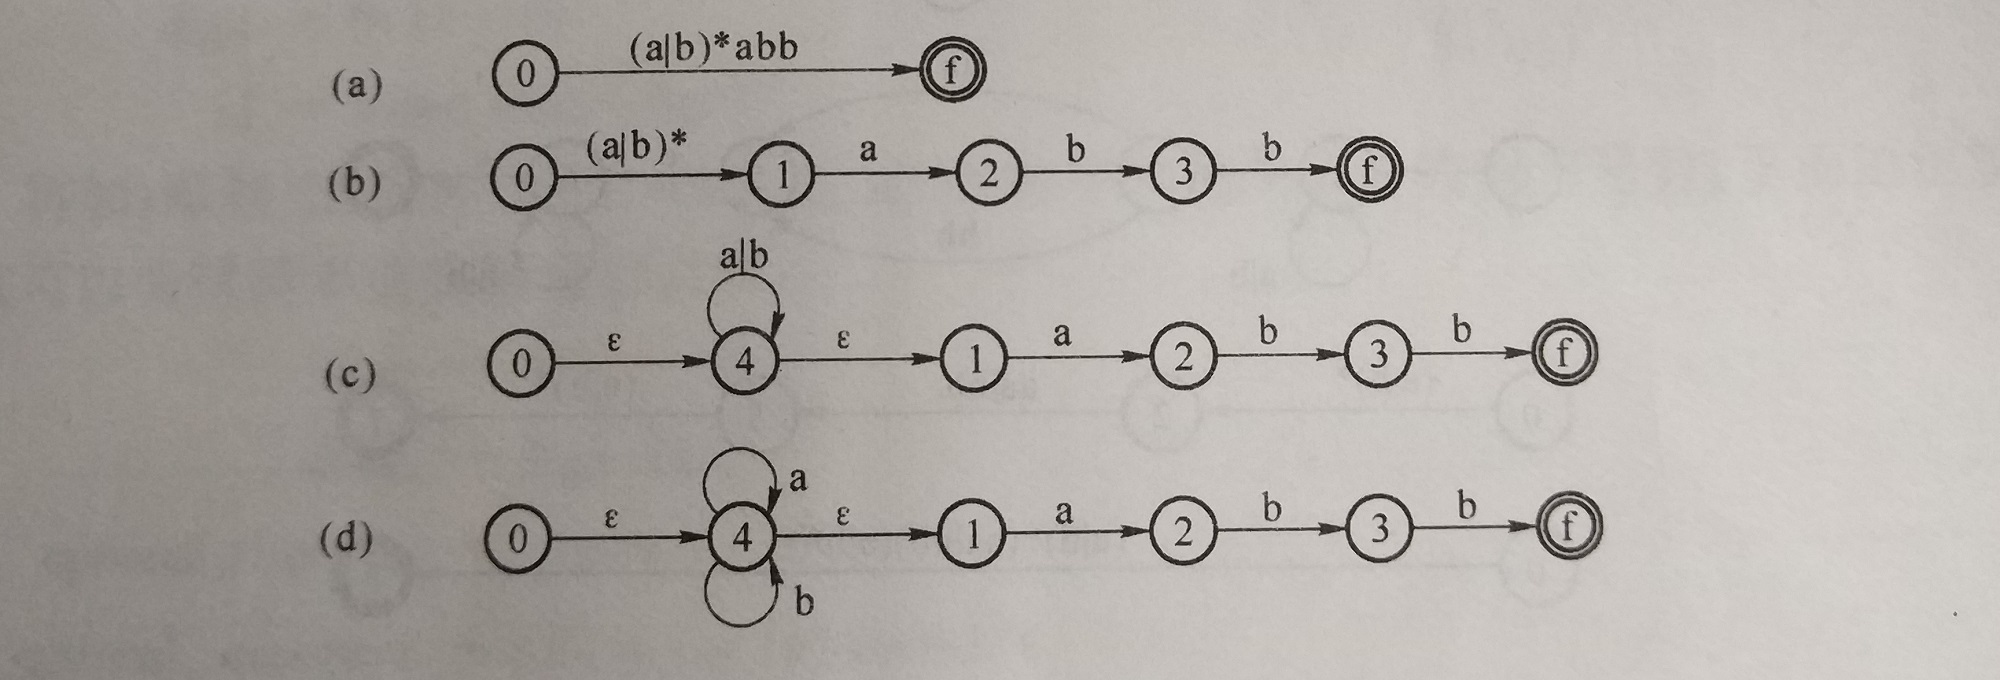 (a) 0 (a|b)*abb f
(b) 0 (a|b)* 1 a 2 b 3 b f
a|b
(c) 0 ε 4 ε 1 a 2 b 3 b f
a
(d) 0 ε 4 ε 1 a 2 b 3 b f
b